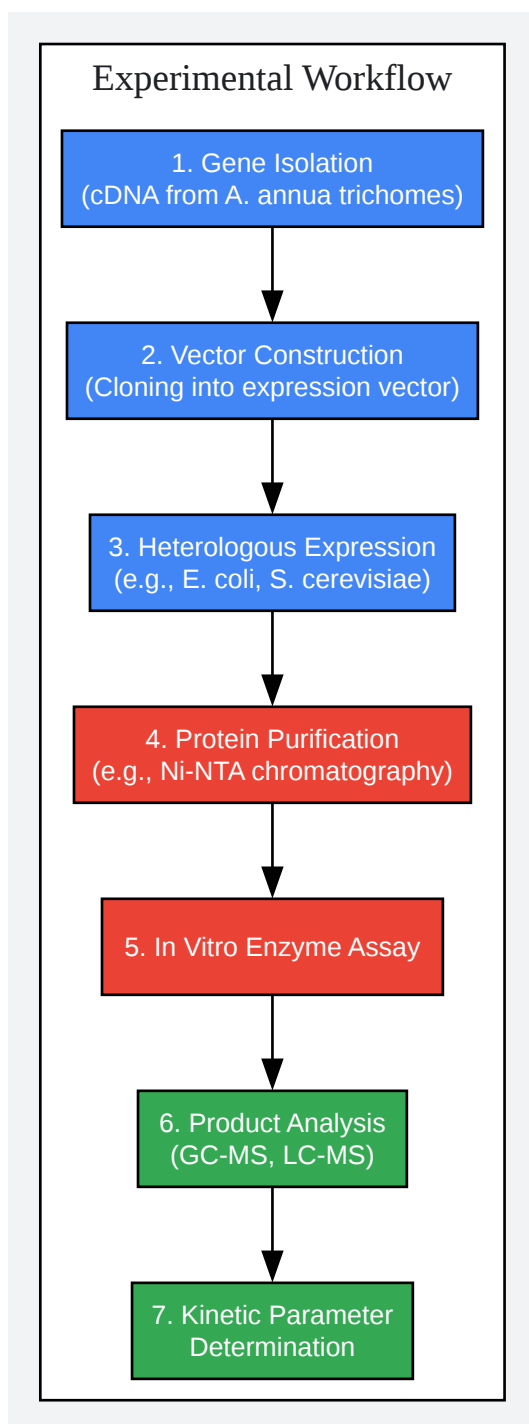 Experimental Workflow
1. Gene Isolation
(cDNA from A. annua trichomes)
2. Vector Construction
(Cloning into expression vector)
3. Heterologous Expression
(e.g., E. coli, S. cerevisiae)
4. Protein Purification
(e.g., Ni-NTA chromatography)
5. In Vitro Enzyme Assay
6. Product Analysis
(GC-MS, LC-MS)
7. Kinetic Parameter
Determination